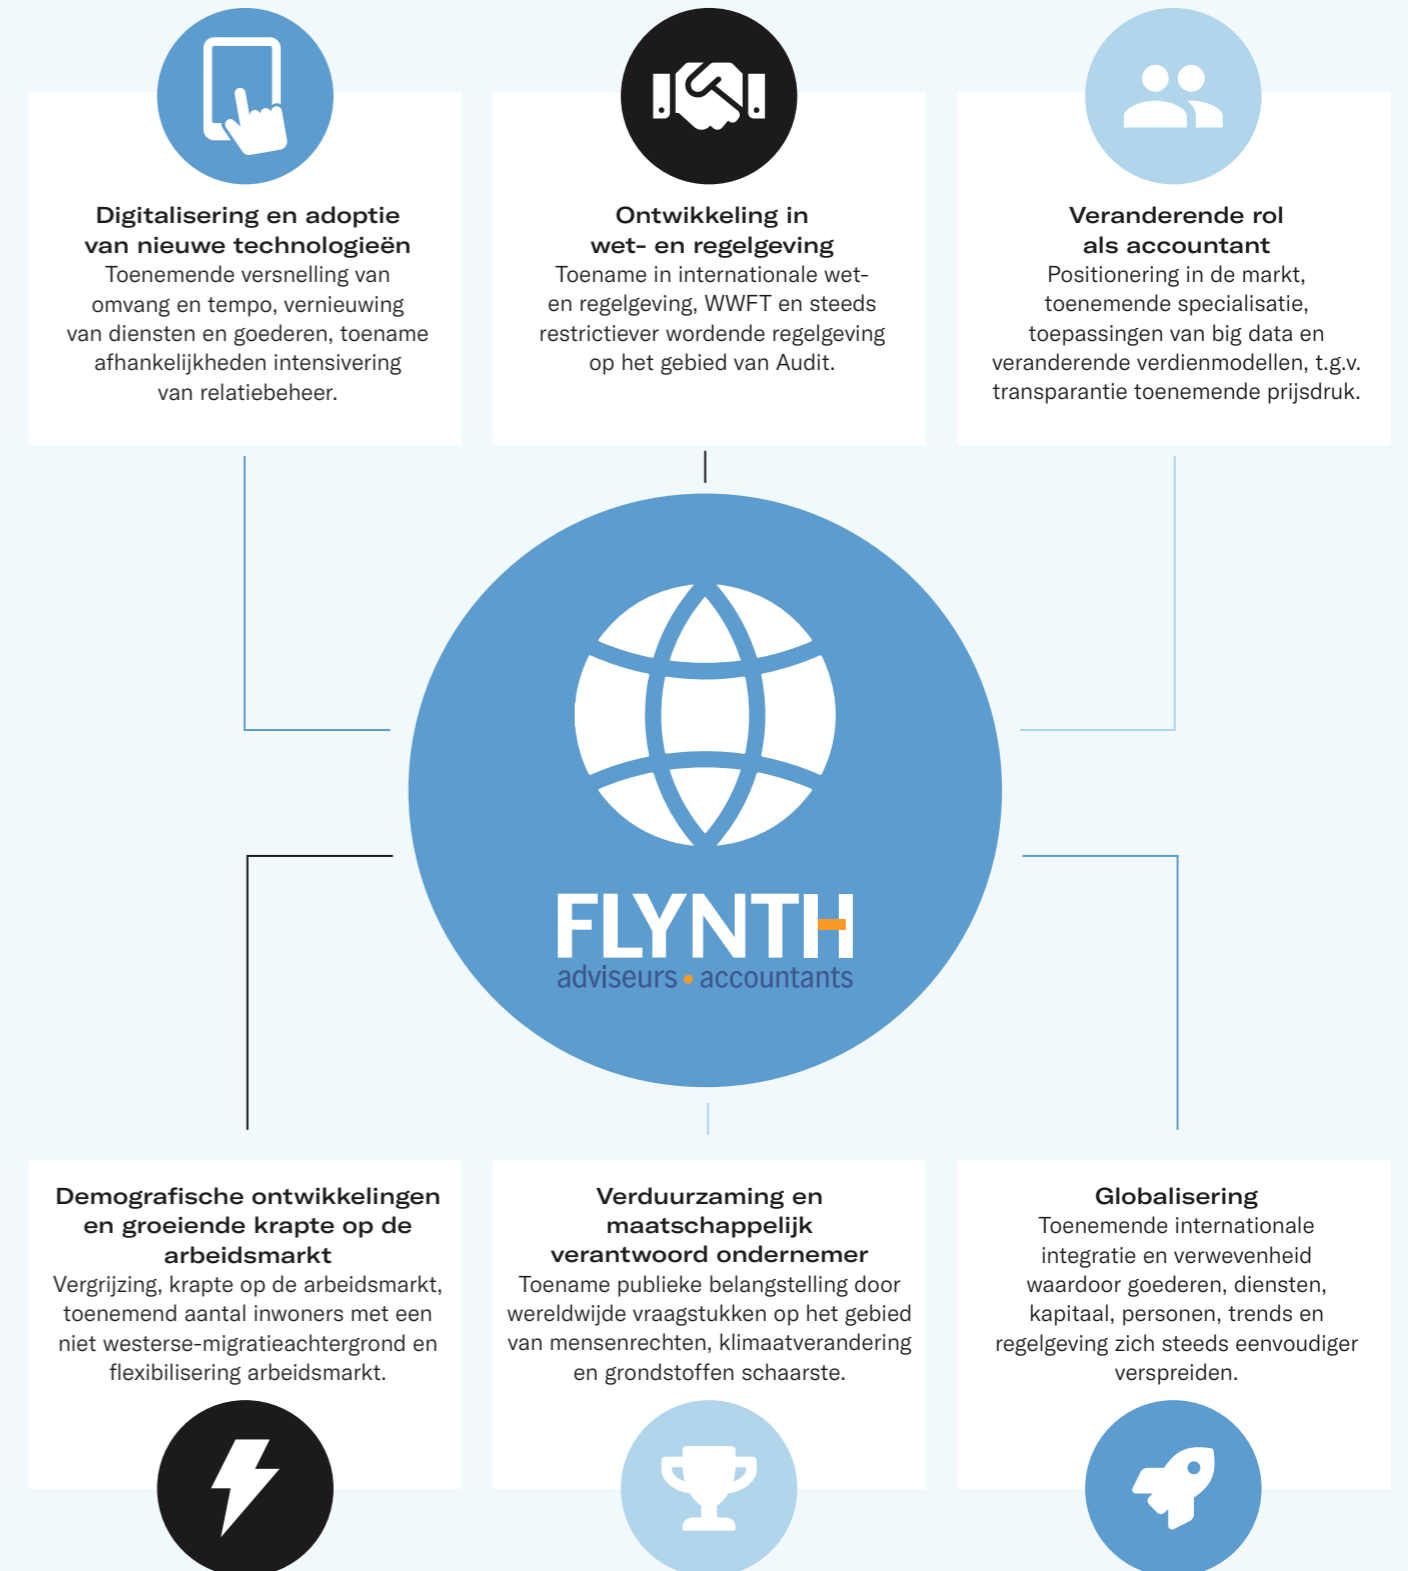 Digitalisering en adoptie
van nieuwe technologieën
Toenemende versnelling van
omvang en tempo, vernieuwing
van diensten en goederen, toename
afhankelijkheden intensivering
van relatiebeheer.
Ontwikkeling in
wet- en regelgeving
Toename in internationale wet-
en regelgeving, WWFT en steeds
restrictiever wordende regelgeving
op het gebied van Audit.
Veranderende rol
als accountant
Positionering in de markt,
toenemende specialisatie,
toepassingen van big data en
veranderende verdienmodellen, t.g.v.
transparantie toenemende prijsdruk.
FLYNTH
adviseurs • accountants
Demografische ontwikkelingen
en groeiende krapte op de
arbeidsmarkt
Vergrijzing, krapte op de arbeidsmarkt,
toenemend aantal inwoners met een
niet westerse-migratieachtergrond en
flexibilisering arbeidsmarkt.
Verduurzaming en
maatschappelijk
verantwoord ondernemer
Toename publieke belangstelling door
wereldwijde vraagstukken op het gebied
van mensenrechten, klimaatverandering
en grondstoffen schaarste.
Globalisering
Toenemende internationale
integratie en verwevenheid
waardoor goederen, diensten,
kapitaal, personen, trends en
regelgeving zich steeds eenvoudiger
verspreiden.